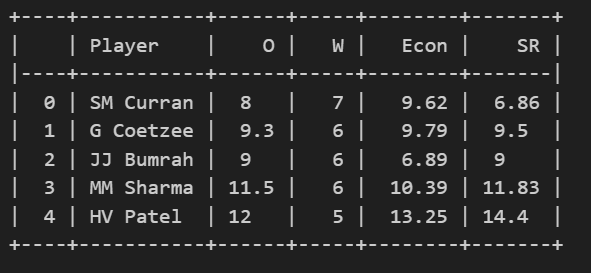 +----+-----------+------+-----+--------+-------+
|    | Player    |    O |   W |   Econ |    SR |
|----+-----------+------+-----+--------+-------|
|  0 | SM Curran |  8   |   7 |   9.62 |  6.86 |
|  1 | G Coetzee |  9.3 |   6 |   9.79 |  9.5  |
|  2 | JJ Bumrah |  9   |   6 |   6.89 |  9    |
|  3 | MM Sharma | 11.5 |   6 |  10.39 | 11.83 |
|  4 | HV Patel  | 12   |   5 |  13.25 | 14.4  |
+----+-----------+------+-----+--------+-------+